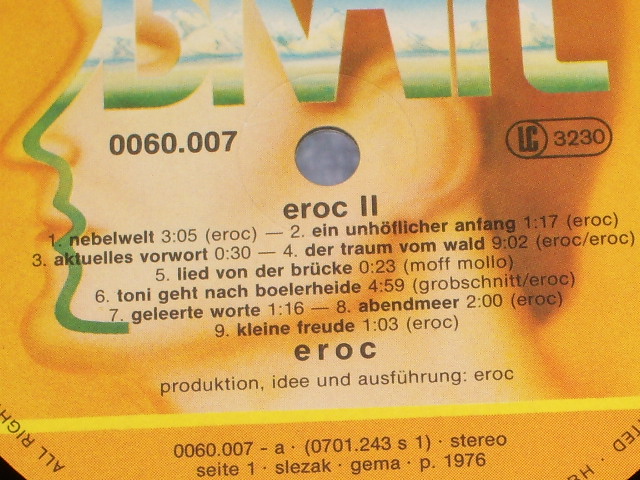 BRAIN
0060.007
LC 3230
eroc II
1. nebelwelt 3:05 (eroc) — 2. ein unhöflicher anfang 1:17 (eroc)
3. aktuelles vorwort 0:30 — 4. der traum vom wald 9:02 (eroc/eroc)
5. lied von der brücke 0:23 (moff mollo)
6. toni geht nach boelerheide 4:59 (grobschnitt/eroc)
7. geleerte worte 1:16 — 8. abendmeer 2:00 (eroc)
9. kleine freude 1:03 (eroc)
eroc
produktion, idee und ausführung: eroc
0060.007 - a · (0701.243 s 1) · stereo
seite 1 · slezak · gema · p. 1976
ALL RIGH